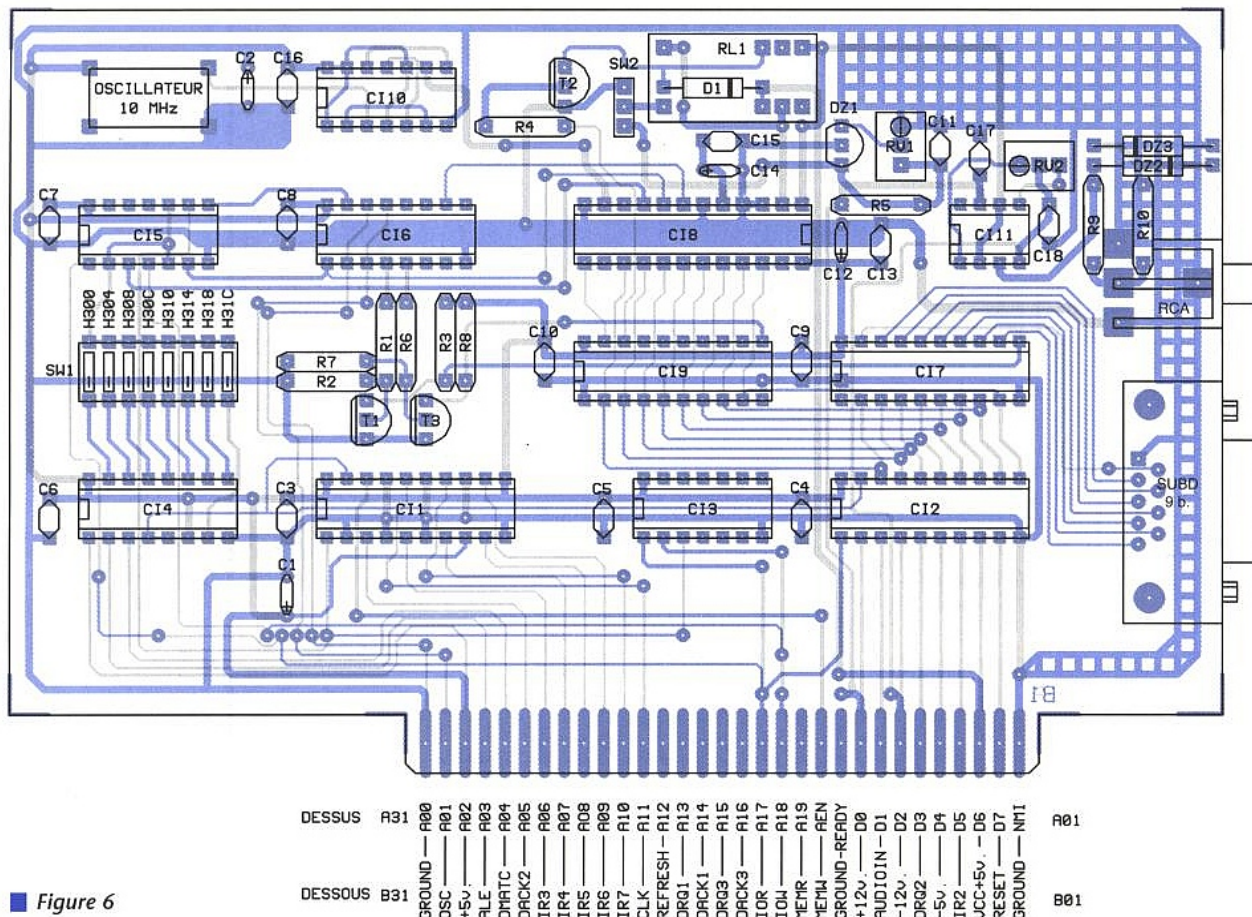 OSCILLATEUR
10 MHz
C2
C16
CI10
T2
SW2
RL1
D1
R4
C15
C14
DZ1
RV1
C11
C17
RV2
DZ3
DZ2
C7
CI5
C8
CI6
CI8
R5
C12
C13
CI11
C18
R9
R10
RCA
H300
H304
H308
H30C
H310
H314
H318
H31C
SW1
R7
R2
R1
R6
R3
R8
T1
T3
C10
CI9
C9
CI7
C6
CI4
C3
CI1
C5
CI3
C4
CI2
SUBD
9 b.
C1
B1
DESSUS A31
A01
GROUND—A00
OSC—A01
+5v.—A02
ALE—A03
DMATC—A04
DACK2—A05
IR3—A06
IR4—A07
IR5—A08
IR6—A09
IR7—A10
CLK—A11
REFRESH—A12
DRQ1—A13
DACK1—A14
DRQ3—A15
DACK3—A16
IOR—A17
IOW—A18
MEMR—A19
MEMW—AEN
GROUND-READY
+12v.—D0
AUDIOIN—D1
-12v.—D2
DRQ2—D3
-5v.—D4
IR2—D5
VCC+5v.—D6
RESET—D7
GROUND—NMI
DESSOUS B31
B01
Figure 6